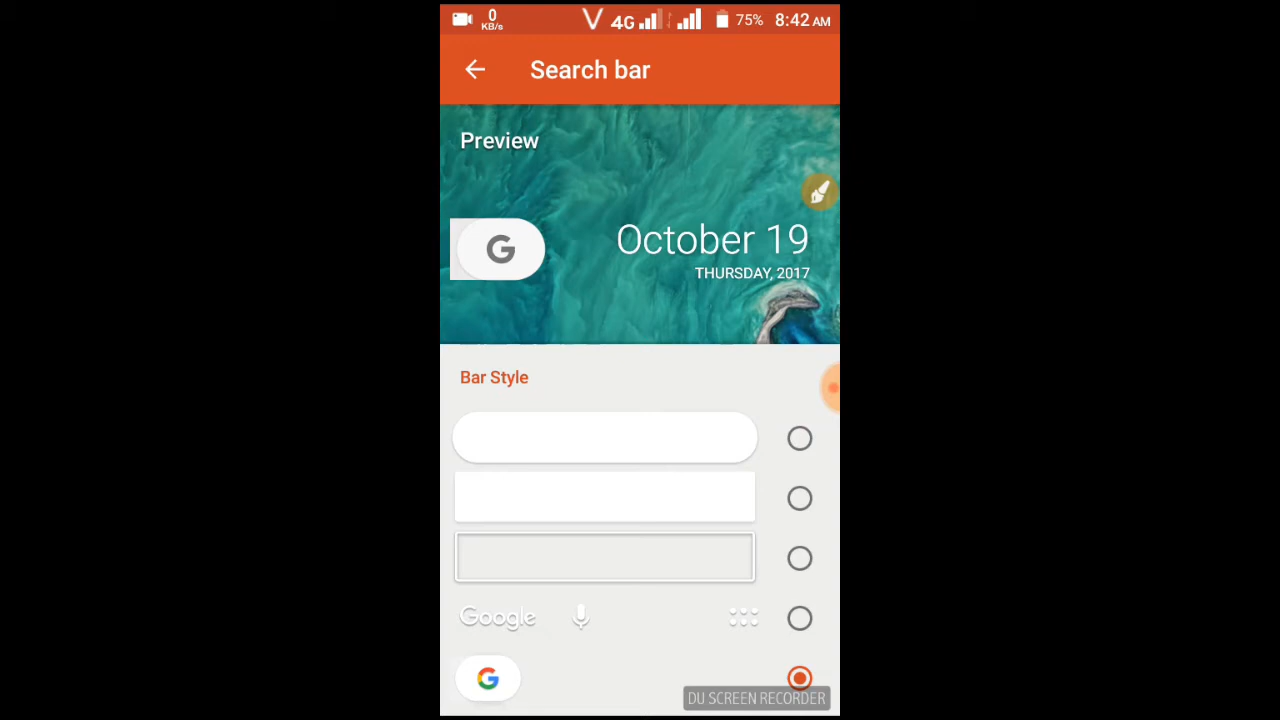 0
KB/s
4G
75%
8:42 AM
Search bar
Preview
G
October 19
THURSDAY, 2017
Bar Style
Google
G
DU SCREEN RECORDER